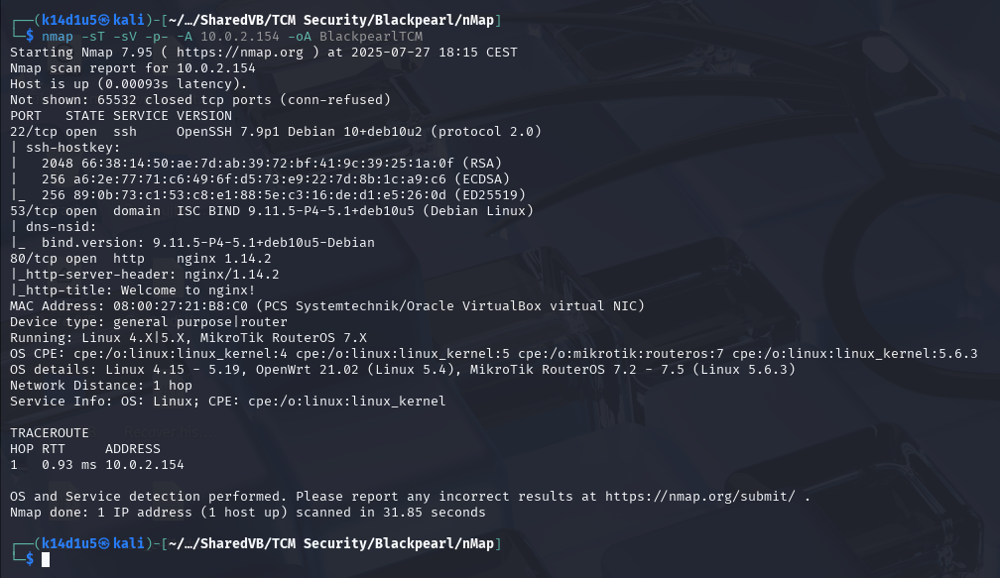 ┌──(k14d1u5㉿kali)-[~/…/SharedVB/TCM Security/Blackpearl/nMap]
└─$ nmap -sT -sV -p- -A 10.0.2.154 -oA BlackpearlTCM
Starting Nmap 7.95 ( https://nmap.org ) at 2025-07-27 18:15 CEST
Nmap scan report for 10.0.2.154
Host is up (0.00093s latency).
Not shown: 65532 closed tcp ports (conn-refused)
PORT   STATE SERVICE VERSION
22/tcp open  ssh     OpenSSH 7.9p1 Debian 10+deb10u2 (protocol 2.0)
| ssh-hostkey:
|   2048 66:38:14:50:ae:7d:ab:39:72:bf:41:9c:39:25:1a:0f (RSA)
|   256 a6:2e:77:71:c6:49:6f:d5:73:e9:22:7d:8b:1c:a9:c6 (ECDSA)
|_  256 89:0b:73:c1:53:c8:e1:88:5e:c3:16:de:d1:e5:26:0d (ED25519)
53/tcp open  domain  ISC BIND 9.11.5-P4-5.1+deb10u5 (Debian Linux)
| dns-nsid:
|_  bind.version: 9.11.5-P4-5.1+deb10u5-Debian
80/tcp open  http    nginx 1.14.2
|_http-server-header: nginx/1.14.2
|_http-title: Welcome to nginx!
MAC Address: 08:00:27:21:B8:C0 (PCS Systemtechnik/Oracle VirtualBox virtual NIC)
Device type: general purpose|router
Running: Linux 4.X|5.X, MikroTik RouterOS 7.X
OS CPE: cpe:/o:linux:linux_kernel:4 cpe:/o:linux:linux_kernel:5 cpe:/o:mikrotik:routeros:7 cpe:/o:linux:linux_kernel:5.6.3
OS details: Linux 4.15 - 5.19, OpenWrt 21.02 (Linux 5.4), MikroTik RouterOS 7.2 - 7.5 (Linux 5.6.3)
Network Distance: 1 hop
Service Info: OS: Linux; CPE: cpe:/o:linux:linux_kernel

TRACEROUTE
HOP RTT     ADDRESS
1   0.93 ms 10.0.2.154

OS and Service detection performed. Please report any incorrect results at https://nmap.org/submit/ .
Nmap done: 1 IP address (1 host up) scanned in 31.85 seconds

┌──(k14d1u5㉿kali)-[~/…/SharedVB/TCM Security/Blackpearl/nMap]
└─$